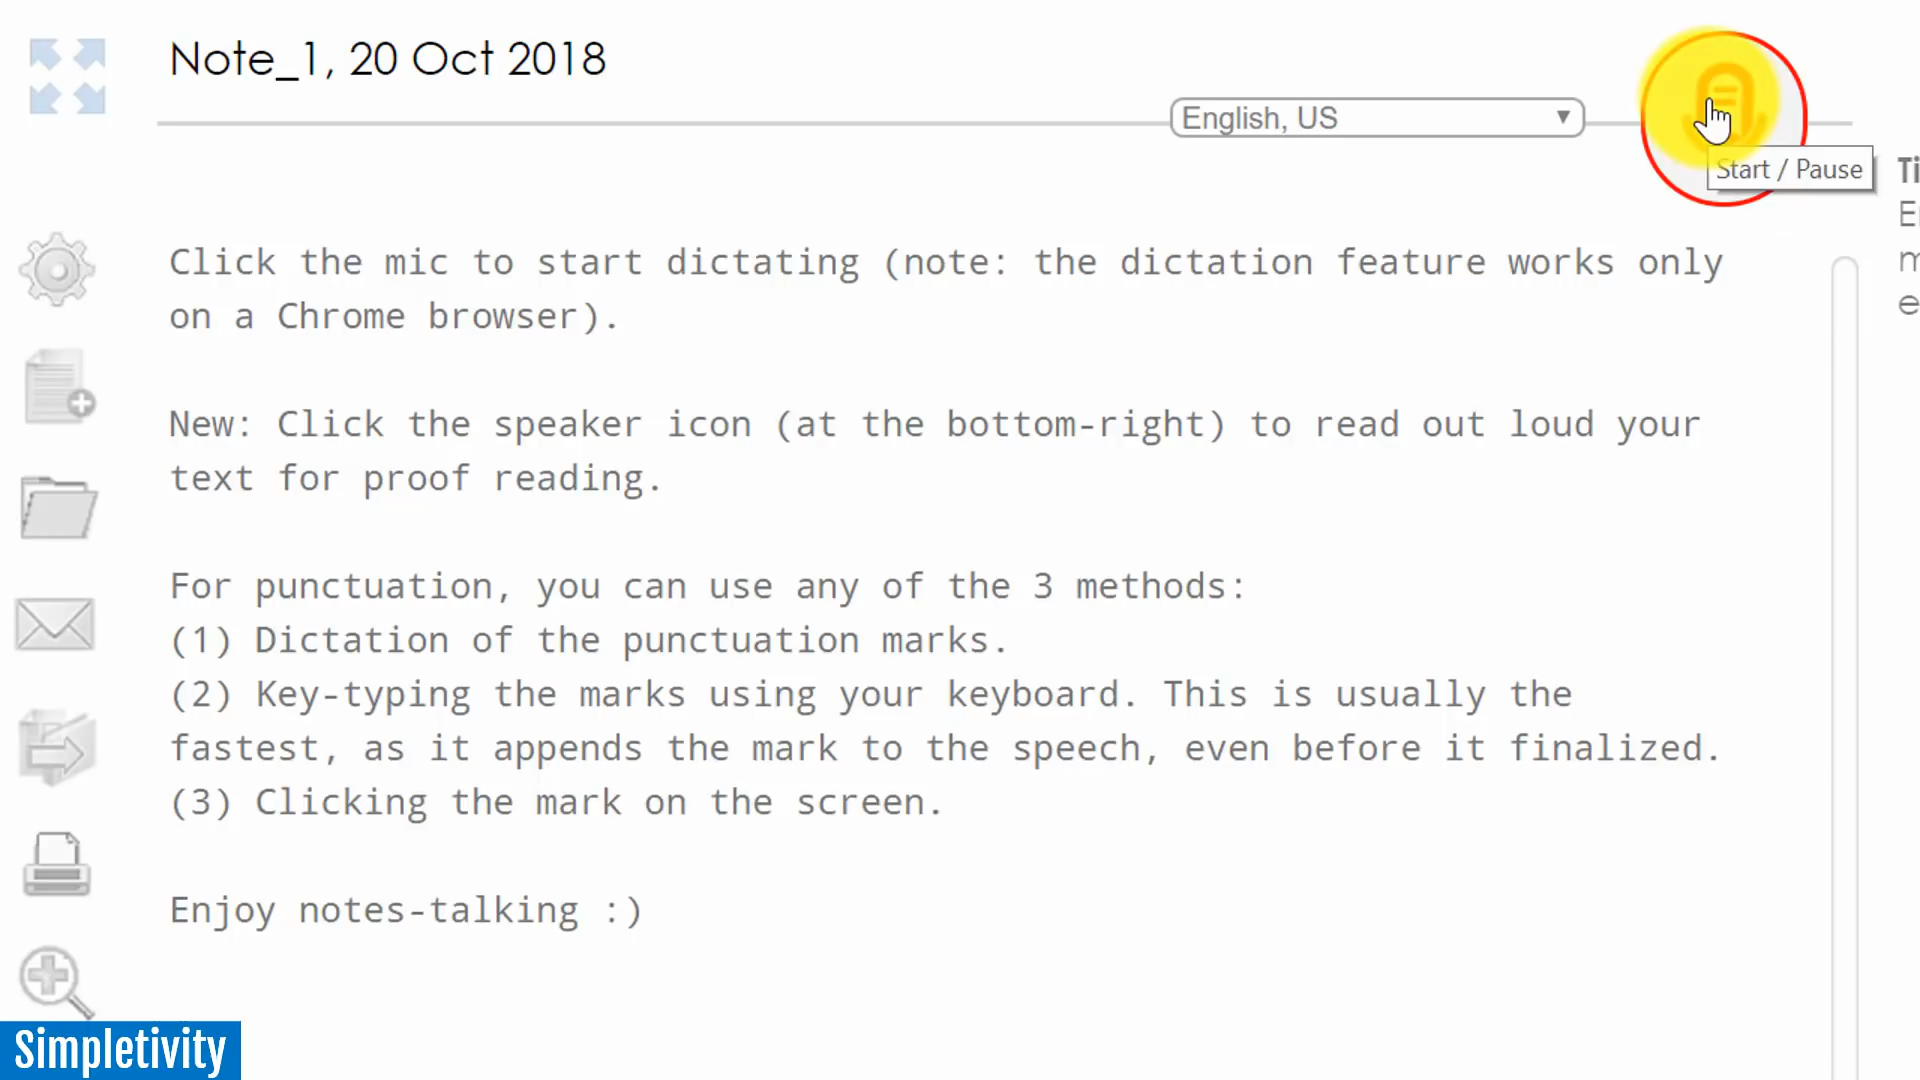 Note_1, 20 Oct 2018
English, US
Start / Pause
Click the mic to start dictating (note: the dictation feature works only
on a Chrome browser).
New: Click the speaker icon (at the bottom-right) to read out loud your
text for proof reading.
For punctuation, you can use any of the 3 methods:
(1) Dictation of the punctuation marks.
(2) Key-typing the marks using your keyboard. This is usually the
fastest, as it appends the mark to the speech, even before it finalized.
(3) Clicking the mark on the screen.
Enjoy notes-talking :)
Simpletivity